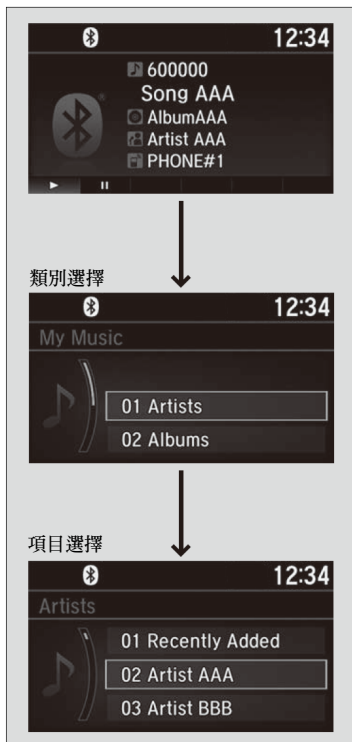 12:34
600000
Song AAA
AlbumAAA
Artist AAA
PHONE#1
類別選擇
12:34
My Music
01 Artists
02 Albums
項目選擇
12:34
Artists
01 Recently Added
02 Artist AAA
03 Artist BBB